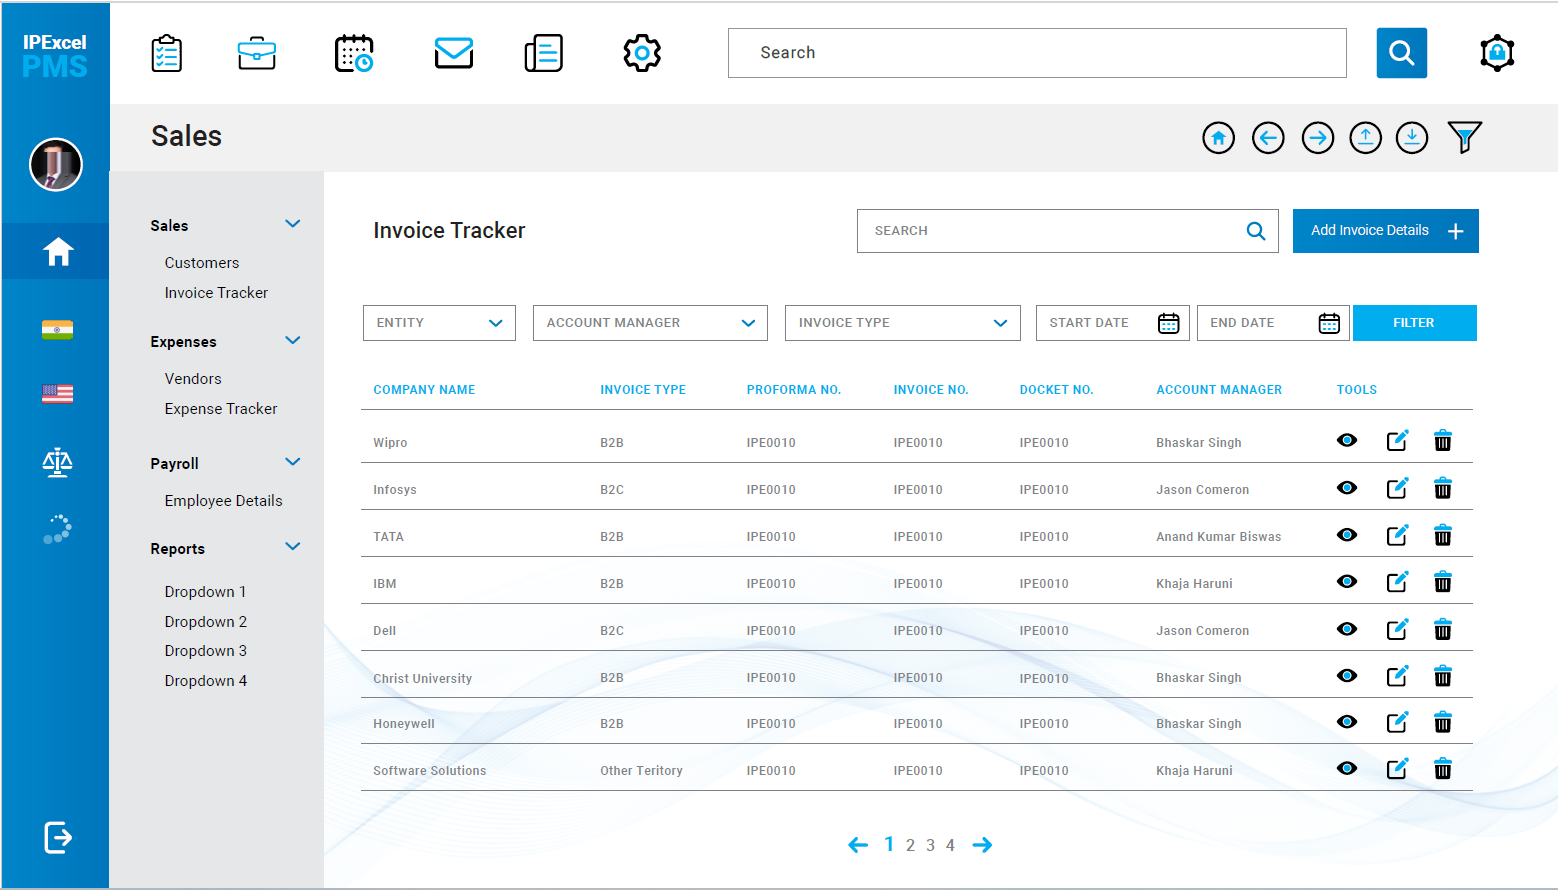 IPExcel
PMS
Search
Sales
Sales
Customers
Invoice Tracker
Expenses
Vendors
Expense Tracker
Payroll
Employee Details
Reports
Dropdown 1
Dropdown 2
Dropdown 3
Dropdown 4
Invoice Tracker
SEARCH
Add Invoice Details
ENTITY ACCOUNT MANAGER INVOICE TYPE START DATE END DATE FILTER
COMPANY NAME INVOICE TYPE PROFORMA NO. INVOICE NO. DOCKET NO. ACCOUNT MANAGER TOOLS
Wipro B2B IPE0010 IPE0010 IPE0010 Bhaskar Singh
Infosys B2C IPE0010 IPE0010 IPE0010 Jason Comeron
TATA B2B IPE0010 IPE0010 IPE0010 Anand Kumar Biswas
IBM B2B IPE0010 IPE0010 IPE0010 Khaja Haruni
Dell B2C IPE0010 IPE0010 IPE0010 Jason Comeron
Christ University B2B IPE0010 IPE0010 IPE0010 Bhaskar Singh
Honeywell B2B IPE0010 IPE0010 IPE0010 Bhaskar Singh
Software Solutions Other Teritory IPE0010 IPE0010 IPE0010 Khaja Haruni
1 2 3 4